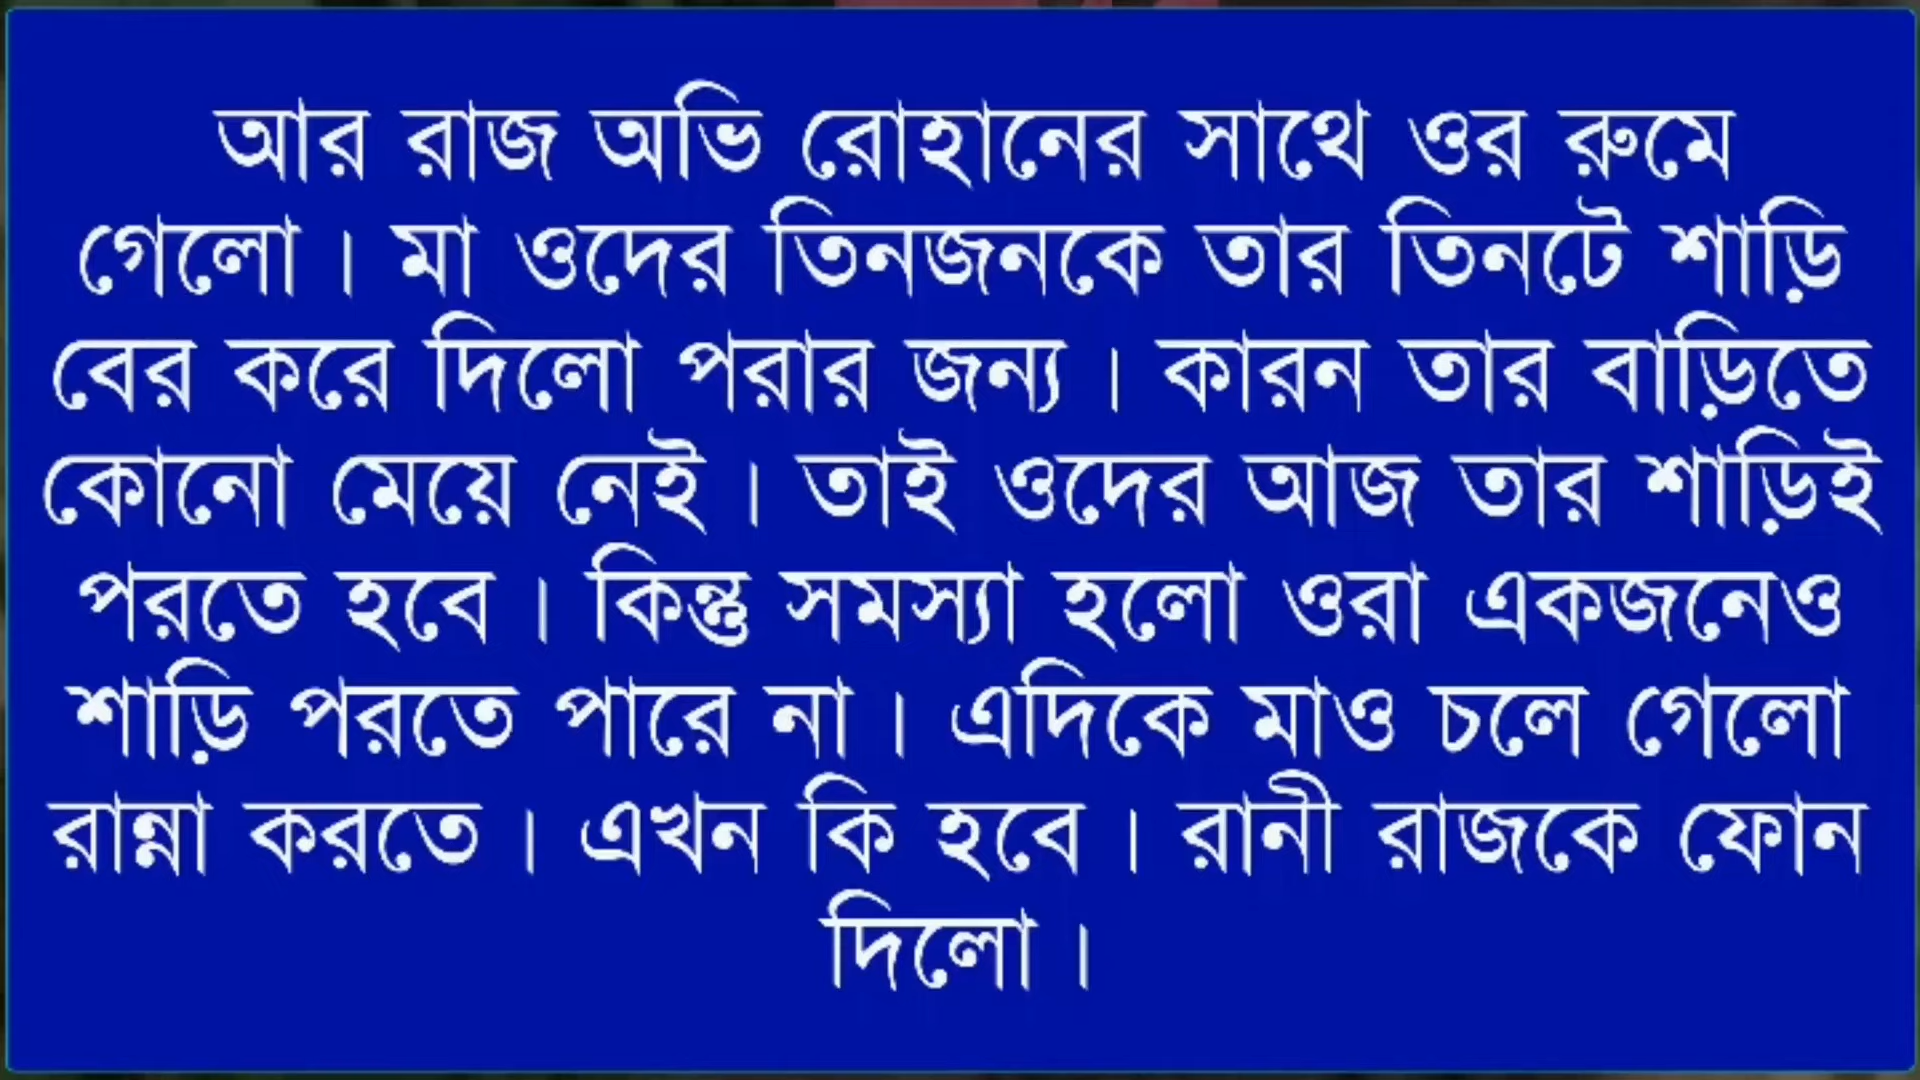 আর রাজ অভি রোহানের সাথে ওর রুমে
গেলো । মা ওদের তিনজনকে তার তিনটে শাড়ি
বের করে দিলো পরার জন্য । কারন তার বাড়িতে
কোনো মেয়ে নেই । তাই ওদের আজ তার শাড়িই
পরতে হবে । কিন্তু সমস্যা হলো ওরা একজনেও
শাড়ি পরতে পারে না । এদিকে মাও চলে গেলো
রান্না করতে । এখন কি হবে । রানী রাজকে ফোন
দিলো ।